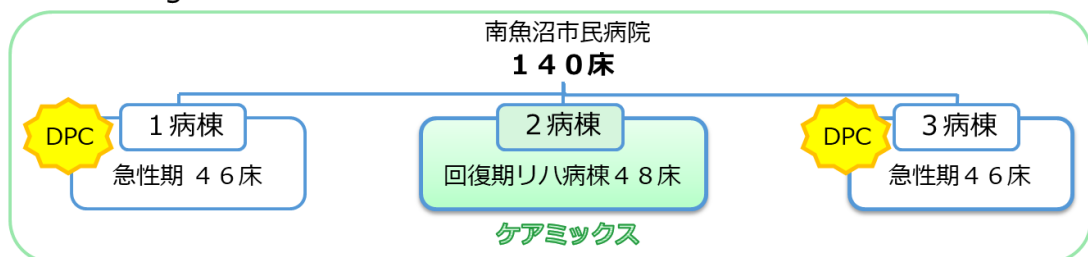 南魚沼市民病院
１４０床
DPC
１病棟
急性期 ４６床
２病棟
回復期リハ病棟４８床
DPC
３病棟
急性期４６床
ケアミックス